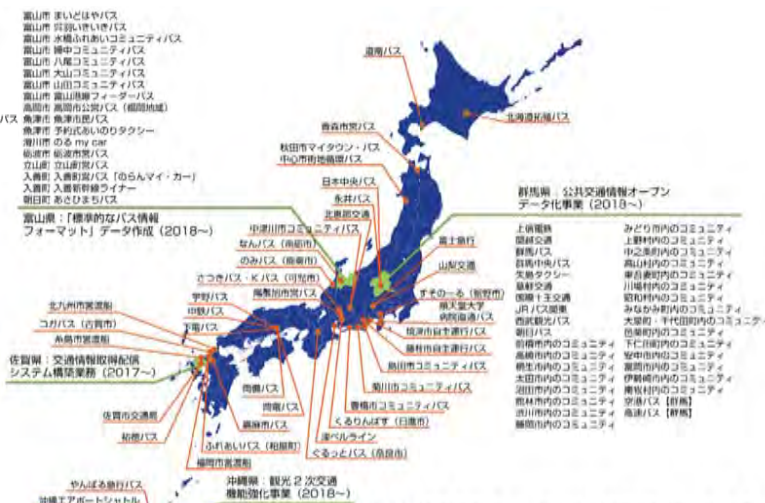 富山市 まいどはやバス
富山市 呉羽いきいきバス
富山市 水橋ふれあいコミュニティバス
富山市 婦中コミュニティバス
富山市 八尾コミュニティバス
富山市 大山コミュニティバス
富山市 山田コミュニティバス
富山市 富山港線フィーダーバス
高岡市 高岡市公営バス（福岡地域）
バス 魚津市 魚津市民バス
魚津市 予約式あいのりタクシー
滑川市 のる my car
砺波市 砺波市営バス
立山町 立山町営バス
入善町 入善町営バス「のらんマイ・カー」
入善町 入善新幹線ライナー
朝日町 あさひまちバス
富山県：「標準的なバス情報
フォーマット」データ作成（2018～）
道南バス
北海道拓殖バス
青森市営バス
秋田市マイタウン・バス
中心市街地循環バス
日本中央バス
永井バス
北恵那交通
中津川市コミュニティバス
なんバス（南砺市）
のみバス（能美市）
さつきバス・Kバス（可児市）
富士急行
山梨交通
すその～る（裾野市）
順天堂大学
病院直通バス
焼津市自主運行バス
藤枝市自主運行バス
島田市コミュニティバス
菊川市コミュニティバス
豊橋市コミュニティバス
くるりんばす（日進市）
深ベルライン
ぐるっとバス（奈良市）
宇野バス
中鉄バス
下電バス
両備バス
岡電バス
北九州市営渡船
コガバス（古賀市）
糸島市営渡船
佐賀県：交通情報取得配信
システム構築業務（2017～）
佐賀市交通局
祐徳バス
ふれあいバス（粕屋町）
福岡市営渡船
群馬県：公共交通情報オープン
データ化事業（2018～）
上信電鉄
関越交通
群馬バス
群馬中央バス
矢島タクシー
草軽交通
国際十王交通
JRバス関東
西武観光バス
朝日バス
前橋市内のコミュニティ
高崎市内のコミュニティ
桐生市内のコミュニティ
太田市内のコミュニティ
沼田市内のコミュニティ
館林市内のコミュニティ
渋川市内のコミュニティ
藤岡市内のコミュニティ
みどり市内のコミュニティ
上野村内のコミュニティ
中之条町内のコミュニティ
高山村内のコミュニティ
東吾妻町内のコミュニティ
川場村内のコミュニティ
昭和村内のコミュニティ
みなかみ町内のコミュニティ
大泉町・千代田町内のコミュニティ
邑楽町内のコミュニティ
下仁田町内のコミュニティ
安中市内のコミュニティ
富岡市内のコミュニティ
伊勢崎市内のコミュニティ
南牧村内のコミュニティ
空港バス【群馬】
高速バス【群馬】
やんばる急行バス
沖縄エアポートシャトル
沖縄県：観光2次交通
機能強化事業（2018～）